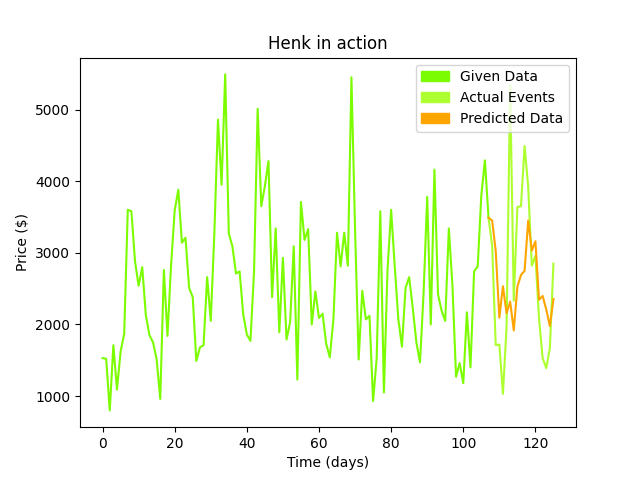 Henk in action
Given Data
Actual Events
Predicted Data
Price ($)
5000
4000
3000
2000
1000
0 20 40 60 80 100 120
Time (days)